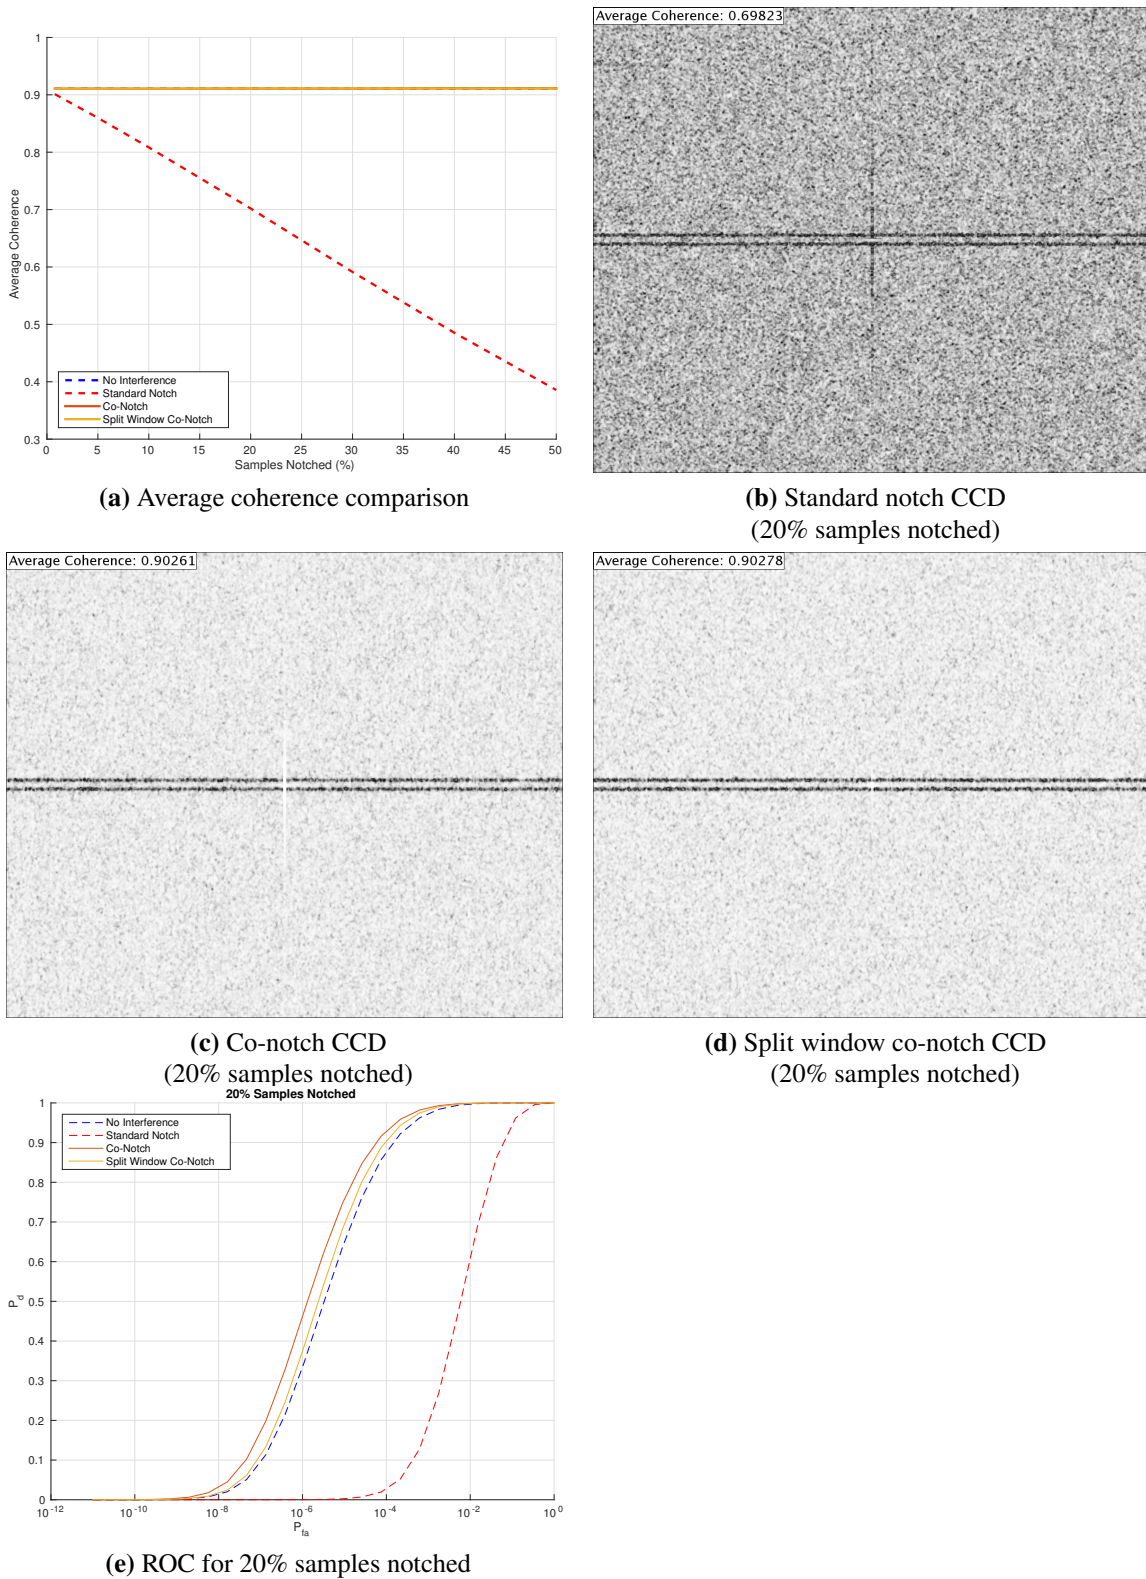 1
0.9
0.8
0.7
0.6
0.5
0.4
0.3
Average Coherence
No Interference
Standard Notch
Co-Notch
Split Window Co-Notch
0 5 10 15 20 25 30 35 40 45 50
Samples Notched (%)
(a) Average coherence comparison
Average Coherence: 0.69823
(b) Standard notch CCD
(20% samples notched)
Average Coherence: 0.90261
(c) Co-notch CCD
(20% samples notched)
Average Coherence: 0.90278
(d) Split window co-notch CCD
(20% samples notched)
20% Samples Notched
1
0.9
0.8
0.7
0.6
0.5
0.4
0.3
0.2
0.1
0
P_d
No Interference
Standard Notch
Co-Notch
Split Window Co-Notch
10^-12 10^-10 10^-8 10^-6 10^-4 10^-2 10^0
P_fa
(e) ROC for 20% samples notched